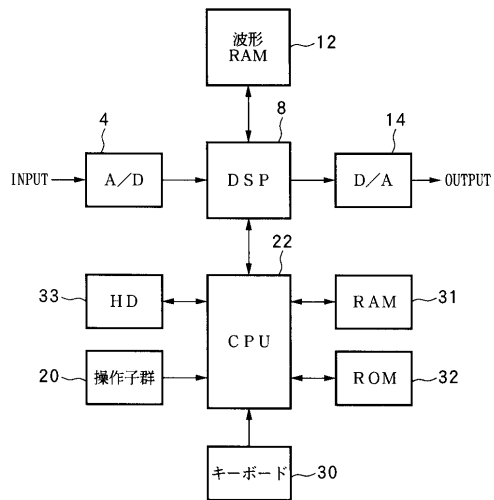 波形
RAM
12
4
8
14
INPUT
A/D
DSP
D/A
OUTPUT
22
33
HD
CPU
RAM
31
20
操作子群
ROM
32
キーボード
30